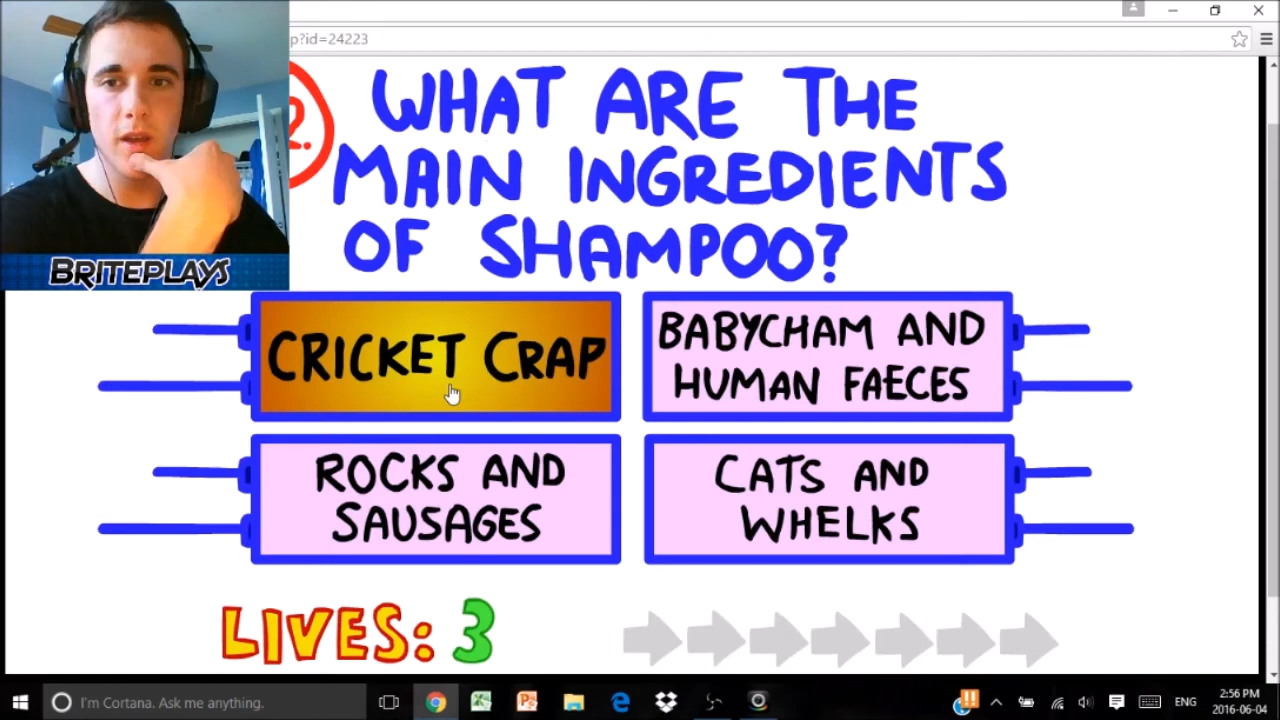 p?id=24223
2.
WHAT ARE THE
MAIN INGREDIENTS
OF SHAMPOO?
BRITEPLAYS
CRICKET CRAP
BABYCHAM AND
HUMAN FAECES
ROCKS AND
SAUSAGES
CATS AND
WHELKS
LIVES: 3
I'm Cortana. Ask me anything.
ENG
2:56 PM
2016-06-04